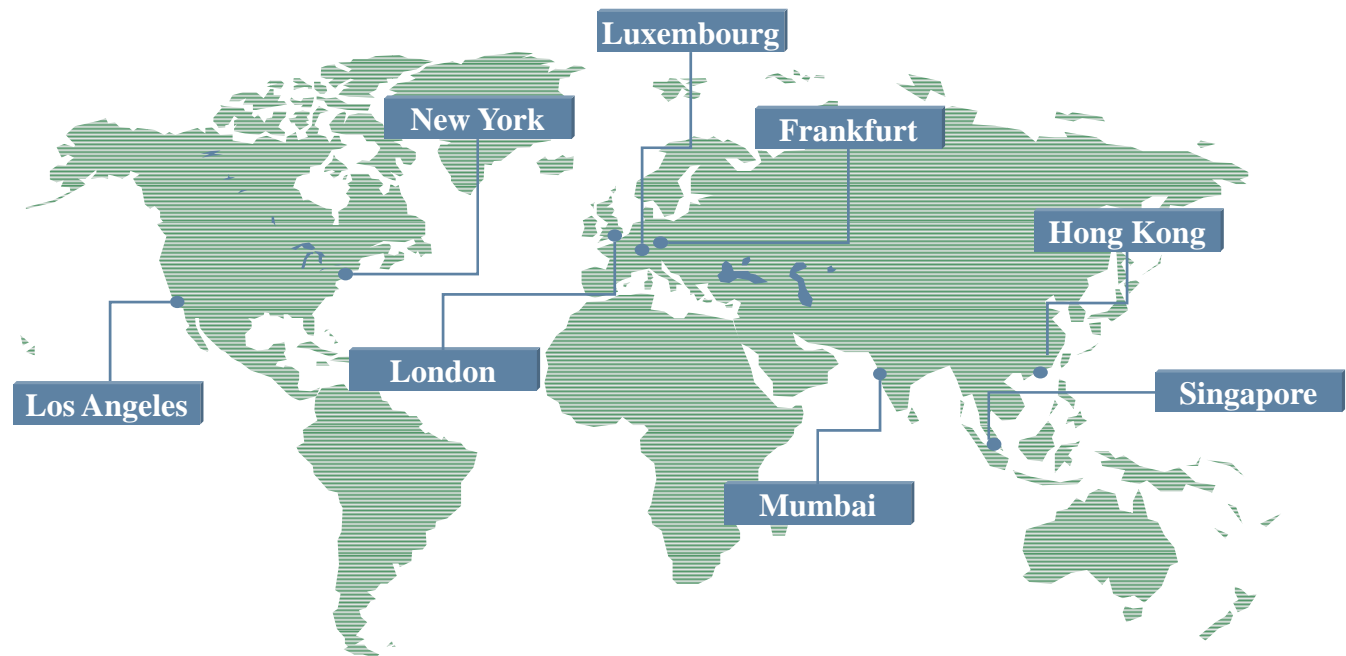 Luxembourg
New York
Frankfurt
Hong Kong
London
Los Angeles
Singapore
Mumbai